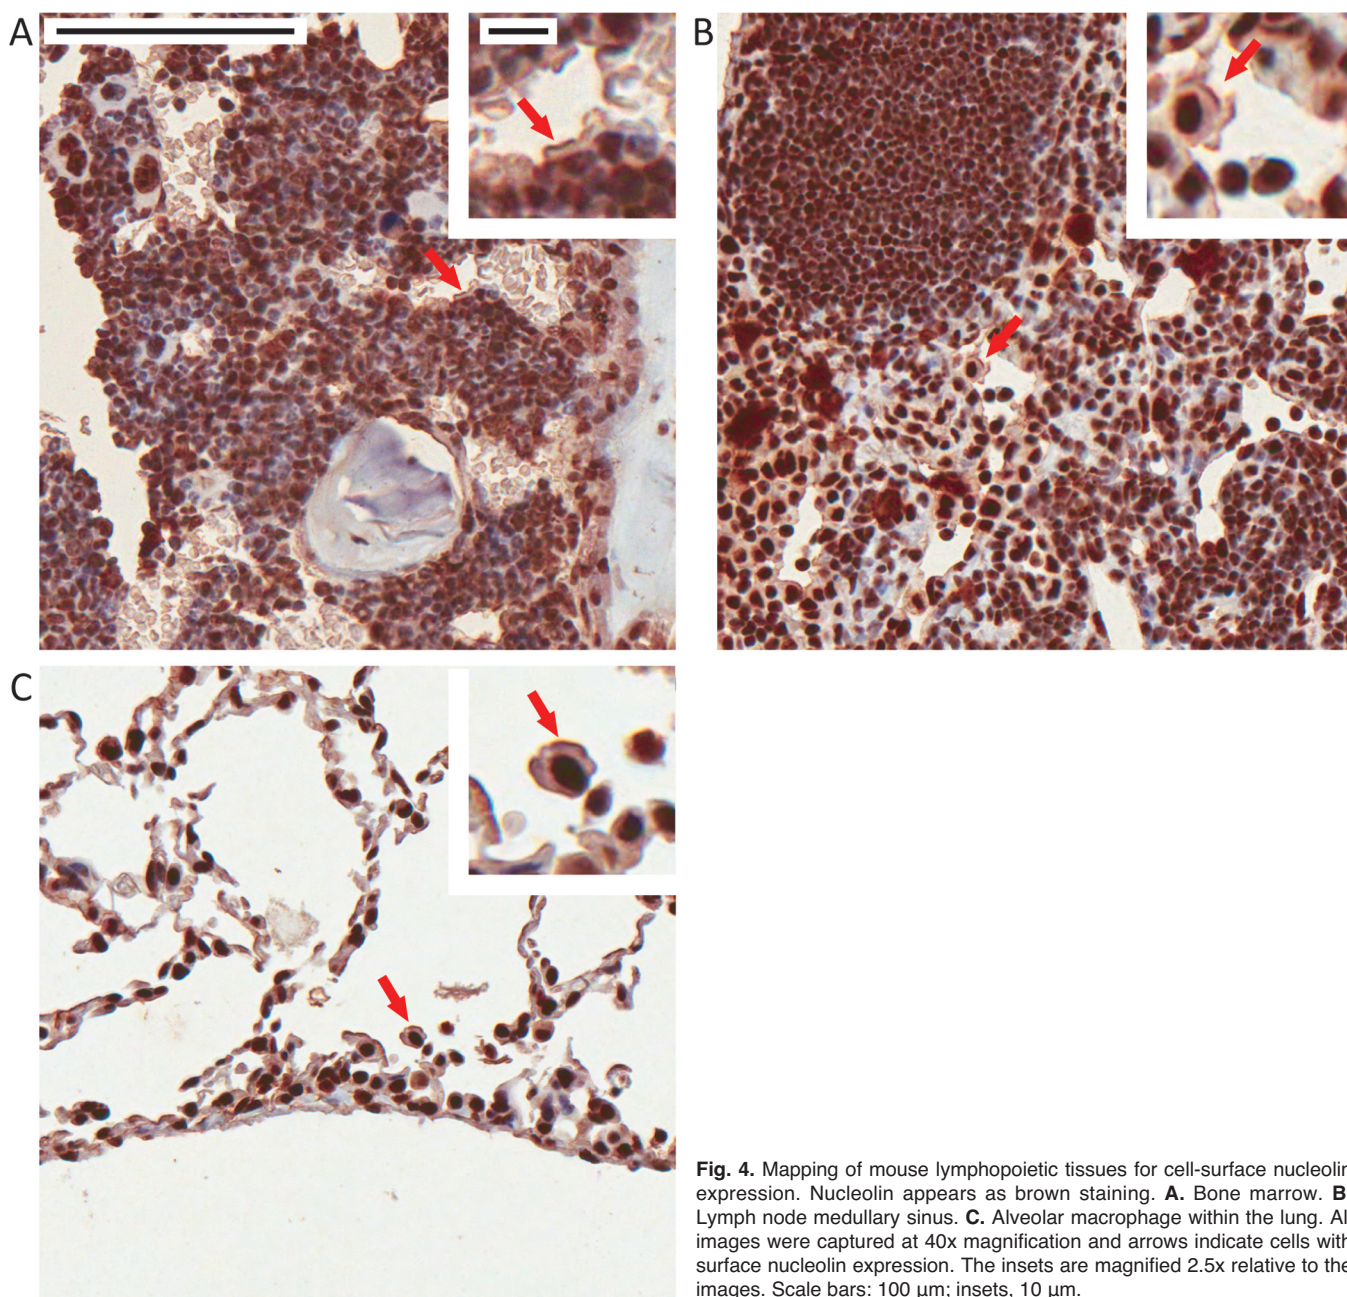 A
B
C
Fig. 4. Mapping of mouse lymphopoietic tissues for cell-surface nucleolin
expression. Nucleolin appears as brown staining. A. Bone marrow. B
Lymph node medullary sinus. C. Alveolar macrophage within the lung. Al
images were captured at 40x magnification and arrows indicate cells with
surface nucleolin expression. The insets are magnified 2.5x relative to the
images. Scale bars: 100 μm; insets, 10 μm.